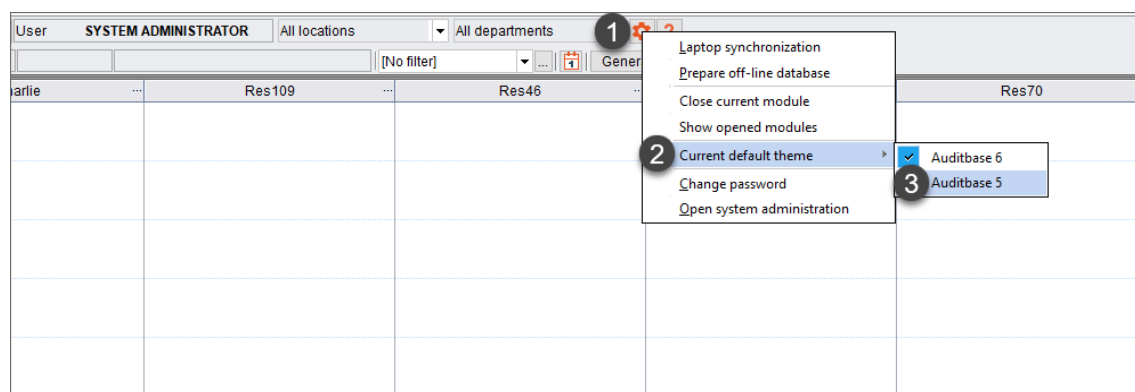 User SYSTEM ADMINISTRATOR All locations All departments 1 ?
[No filter] ... 1 Gener
arlie ... Res109 ... Res46 ... Res70
Laptop synchronization
Prepare off-line database
Close current module
Show opened modules
2 Current default theme
Auditbase 6
3 Auditbase 5
Change password
Open system administration